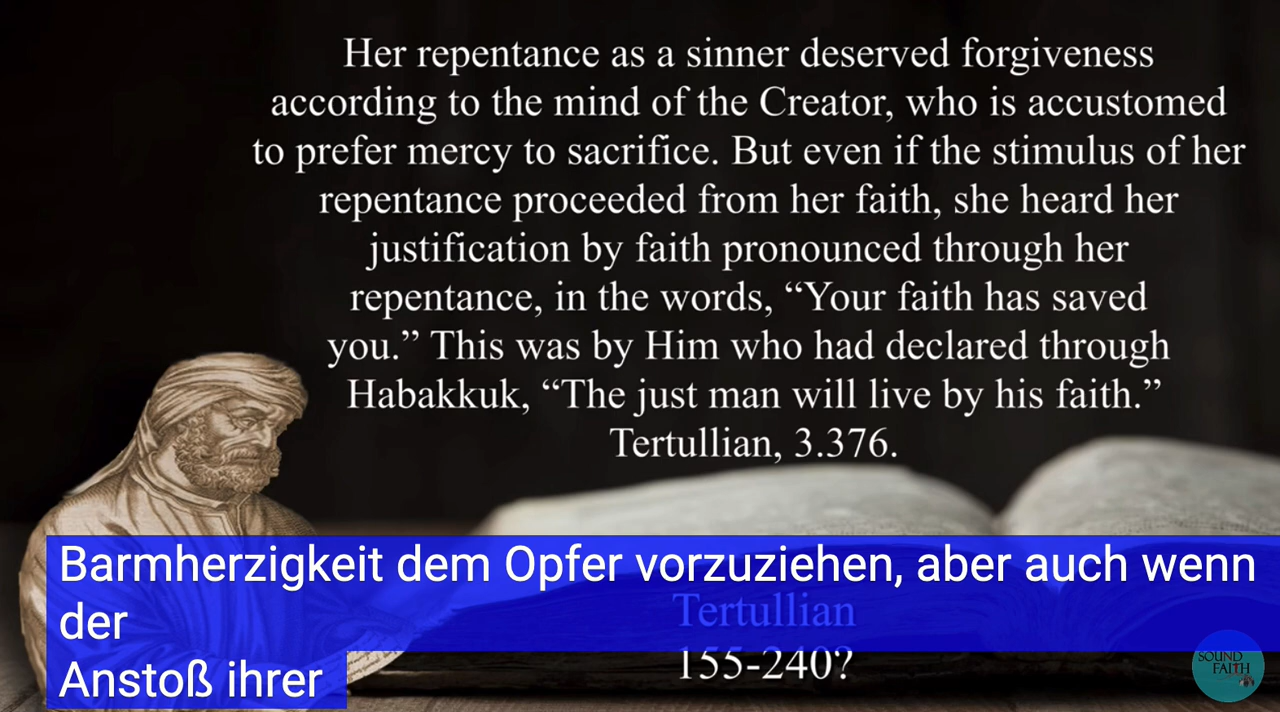 Her repentance as a sinner deserved forgiveness
according to the mind of the Creator, who is accustomed
to prefer mercy to sacrifice. But even if the stimulus of her
repentance proceeded from her faith, she heard her
justification by faith pronounced through her
repentance, in the words, “Your faith has saved
you.” This was by Him who had declared through
Habakkuk, “The just man will live by his faith.”
Tertullian, 3.376.
Barmherzigkeit dem Opfer vorzuziehen, aber auch wenn
der
Anstoß ihrer
Tertullian
155-240?
SOUND
FAITH